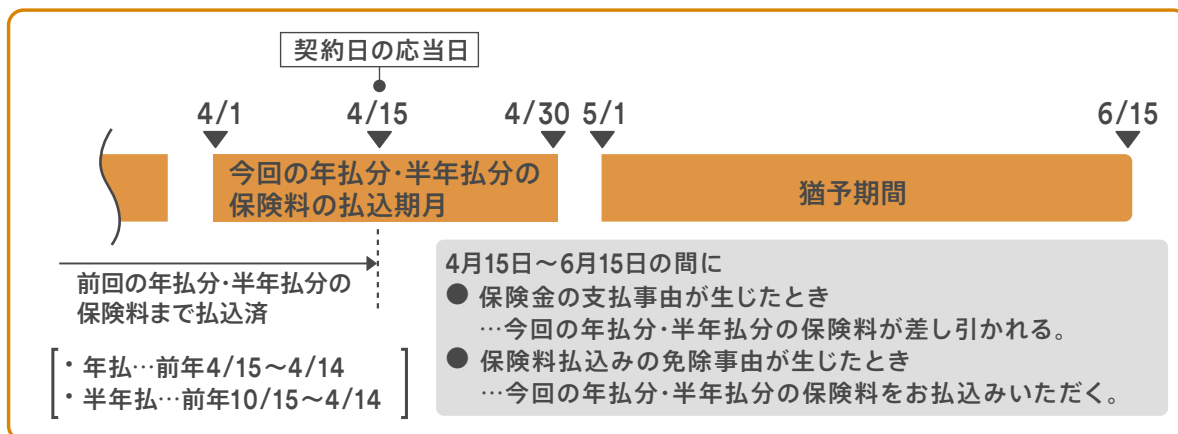 契約日の応当日
4/1
4/15
4/30
5/1
6/15
今回の年払分・半年払分の
保険料の払込期月
猶予期間
前回の年払分・半年払分の
保険料まで払込済
・年払…前年4/15〜4/14
・半年払…前年10/15〜4/14
4月15日〜6月15日の間に
● 保険金の支払事由が生じたとき
…今回の年払分・半年払分の保険料が差し引かれる。
● 保険料払込みの免除事由が生じたとき
…今回の年払分・半年払分の保険料をお払込みいただく。